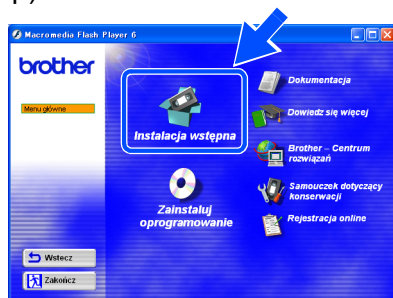 Macromedia Flash Player 6
brother
Menu główne
Instalacja wstępna
Zainstaluj
oprogramowanie
Dokumentacja
Dowiedz się więcej
Brother – Centrum
rozwiązań
Samouczek dotyczący
konserwacji
Rejestracja online
Wstecz
Zakończ